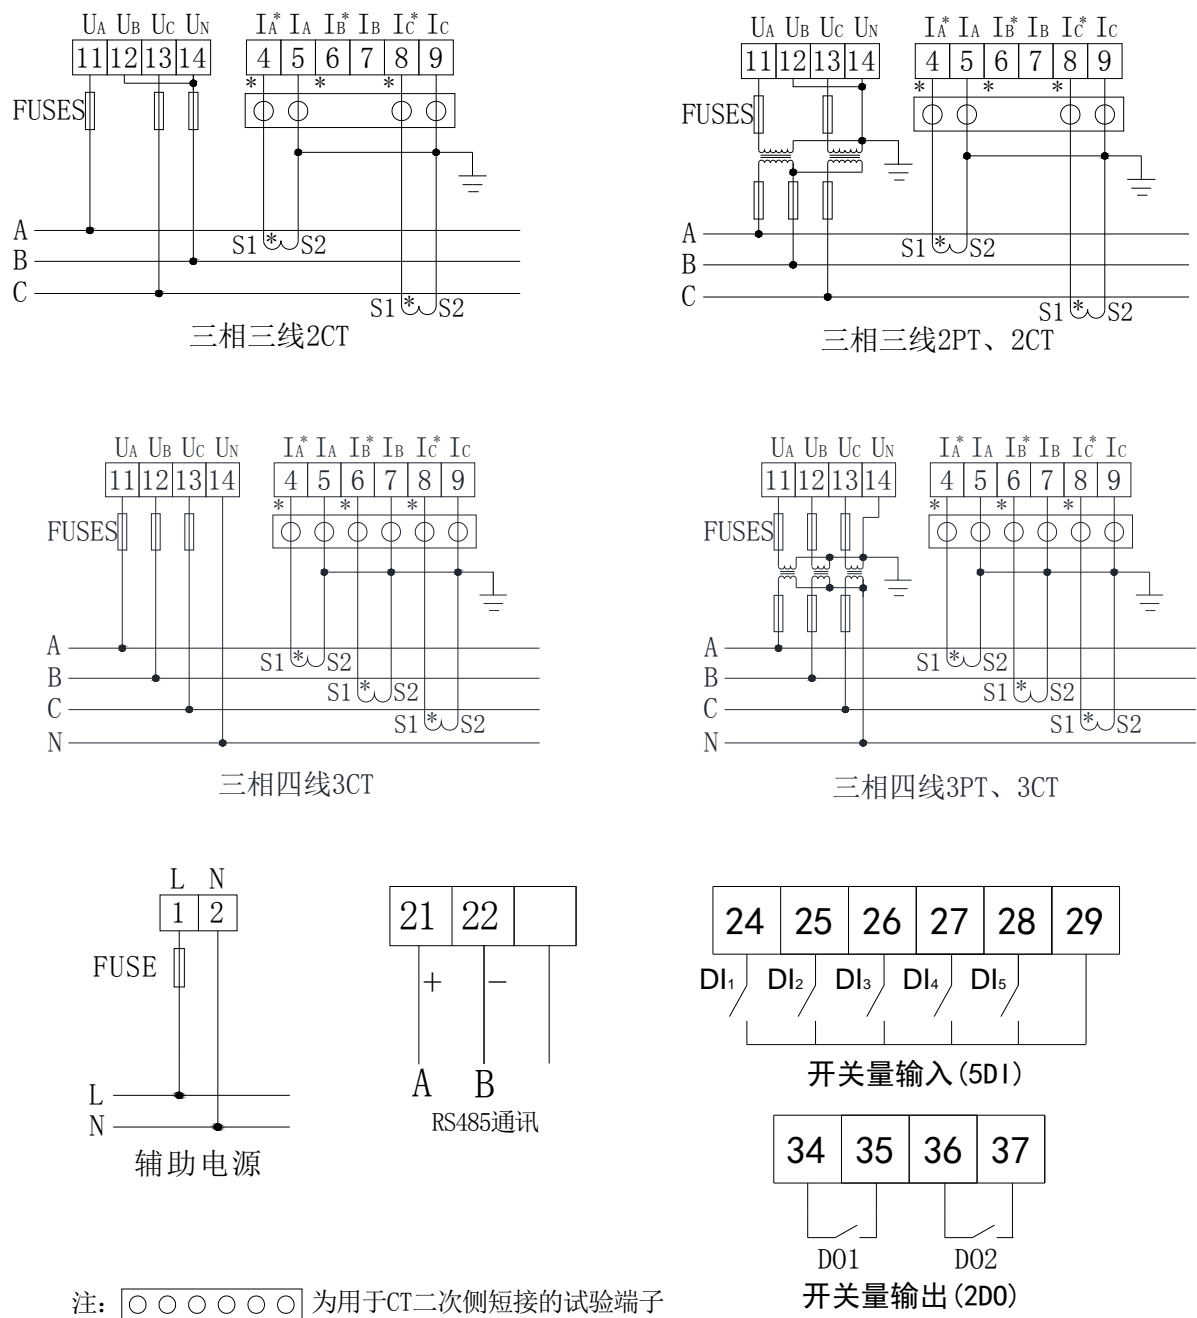 UA UB UC UN IA* IA IB* IB IC* IC
11 12 13 14 4 5 6 7 8 9
* * *
FUSES
A
B
C
S1 * S2
S1 * S2
三相三线2CT
UA UB UC UN IA* IA IB* IB IC* IC
11 12 13 14 4 5 6 7 8 9
* * *
FUSES
A
B
C
S1 * S2
S1 * S2
三相三线2PT、2CT
UA UB UC UN IA* IA IB* IB IC* IC
11 12 13 14 4 5 6 7 8 9
* * *
FUSES
A
B
C
N
S1 * S2
S1 * S2
S1 * S2
三相四线3CT
UA UB UC UN IA* IA IB* IB IC* IC
11 12 13 14 4 5 6 7 8 9
* * *
FUSES
A
B
C
N
S1 * S2
S1 * S2
S1 * S2
三相四线3PT、3CT
L N
1 2
FUSE
L
N
辅助电源
21 22
+ −
A B
RS485通讯
24 25 26 27 28 29
DI1 DI2 DI3 DI4 DI5
开关量输入(5DI)
34 35 36 37
DO1 DO2
开关量输出(2DO)
注: 为用于CT二次侧短接的试验端子